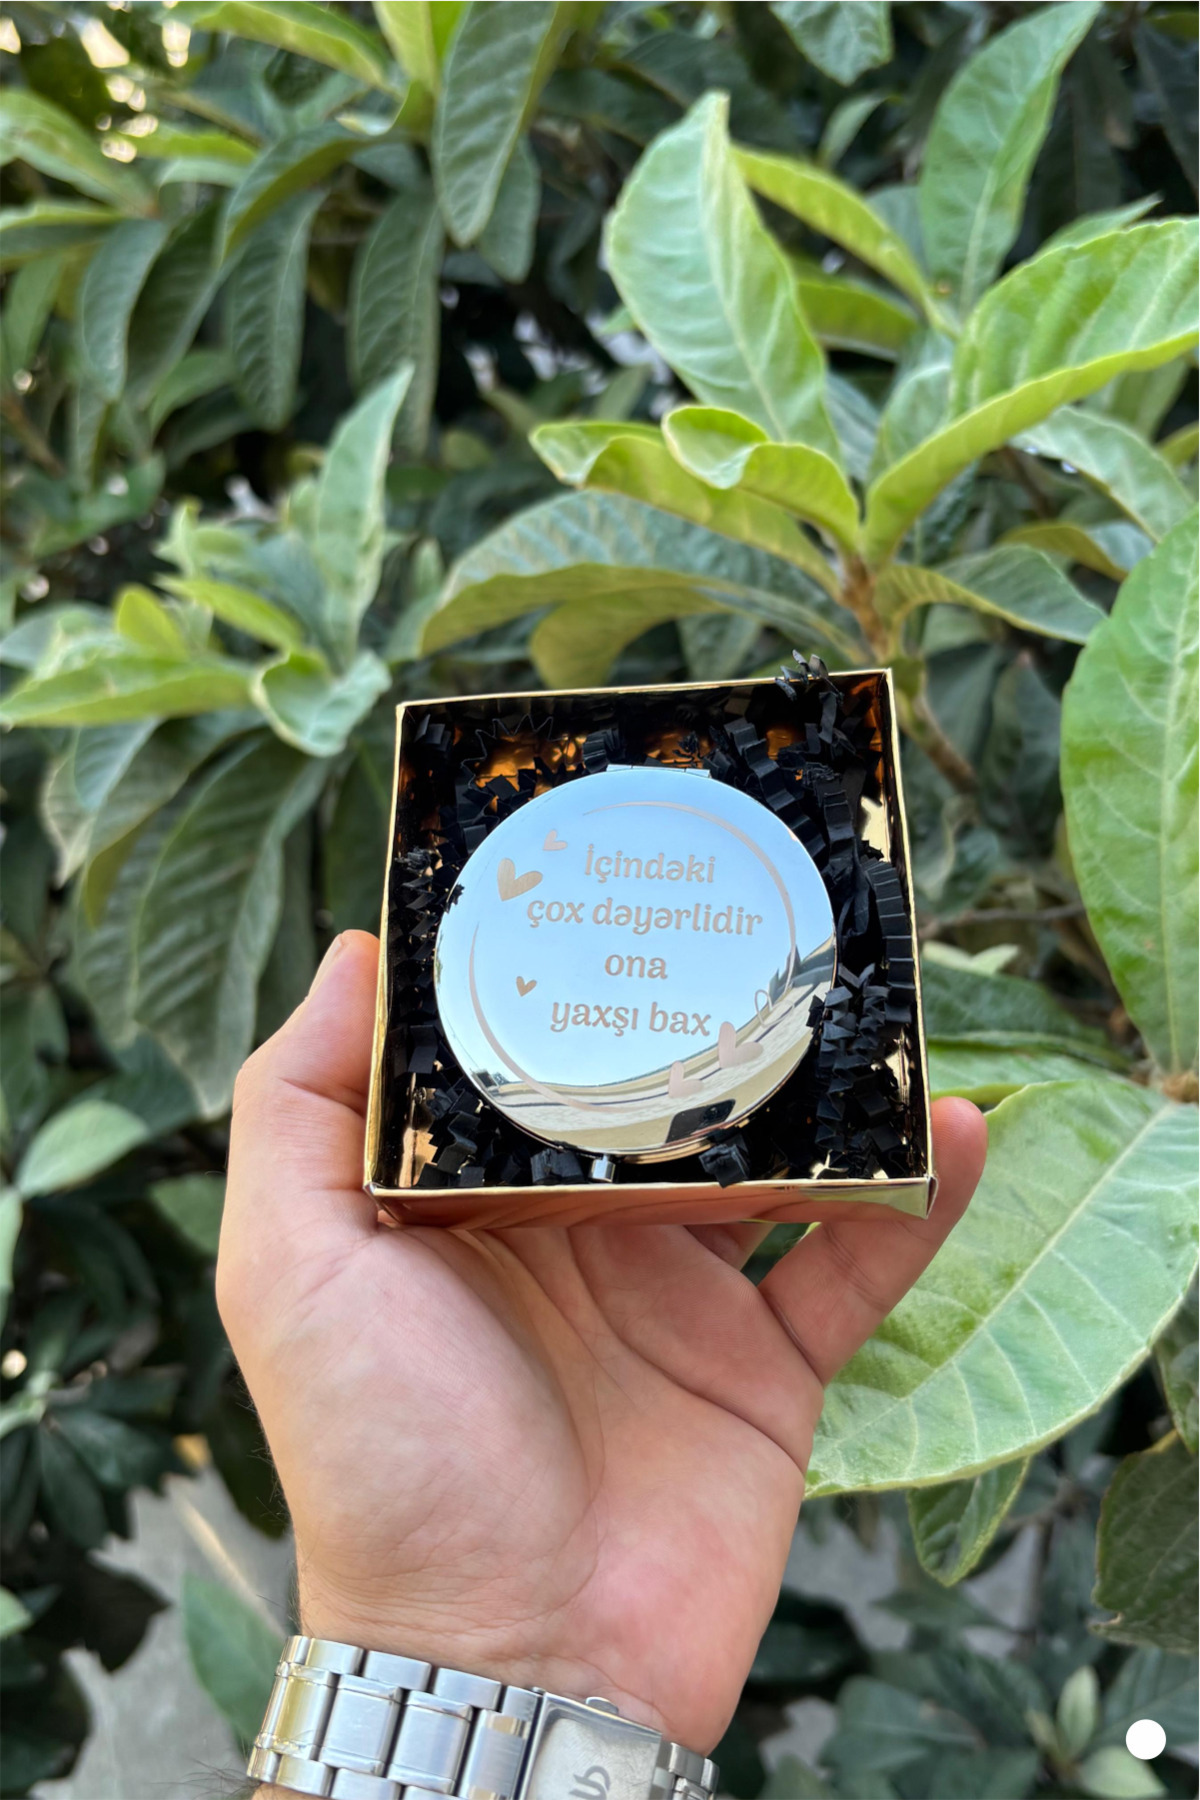 İçindəki
çox dəyərlidir
ona
yaxşı bax